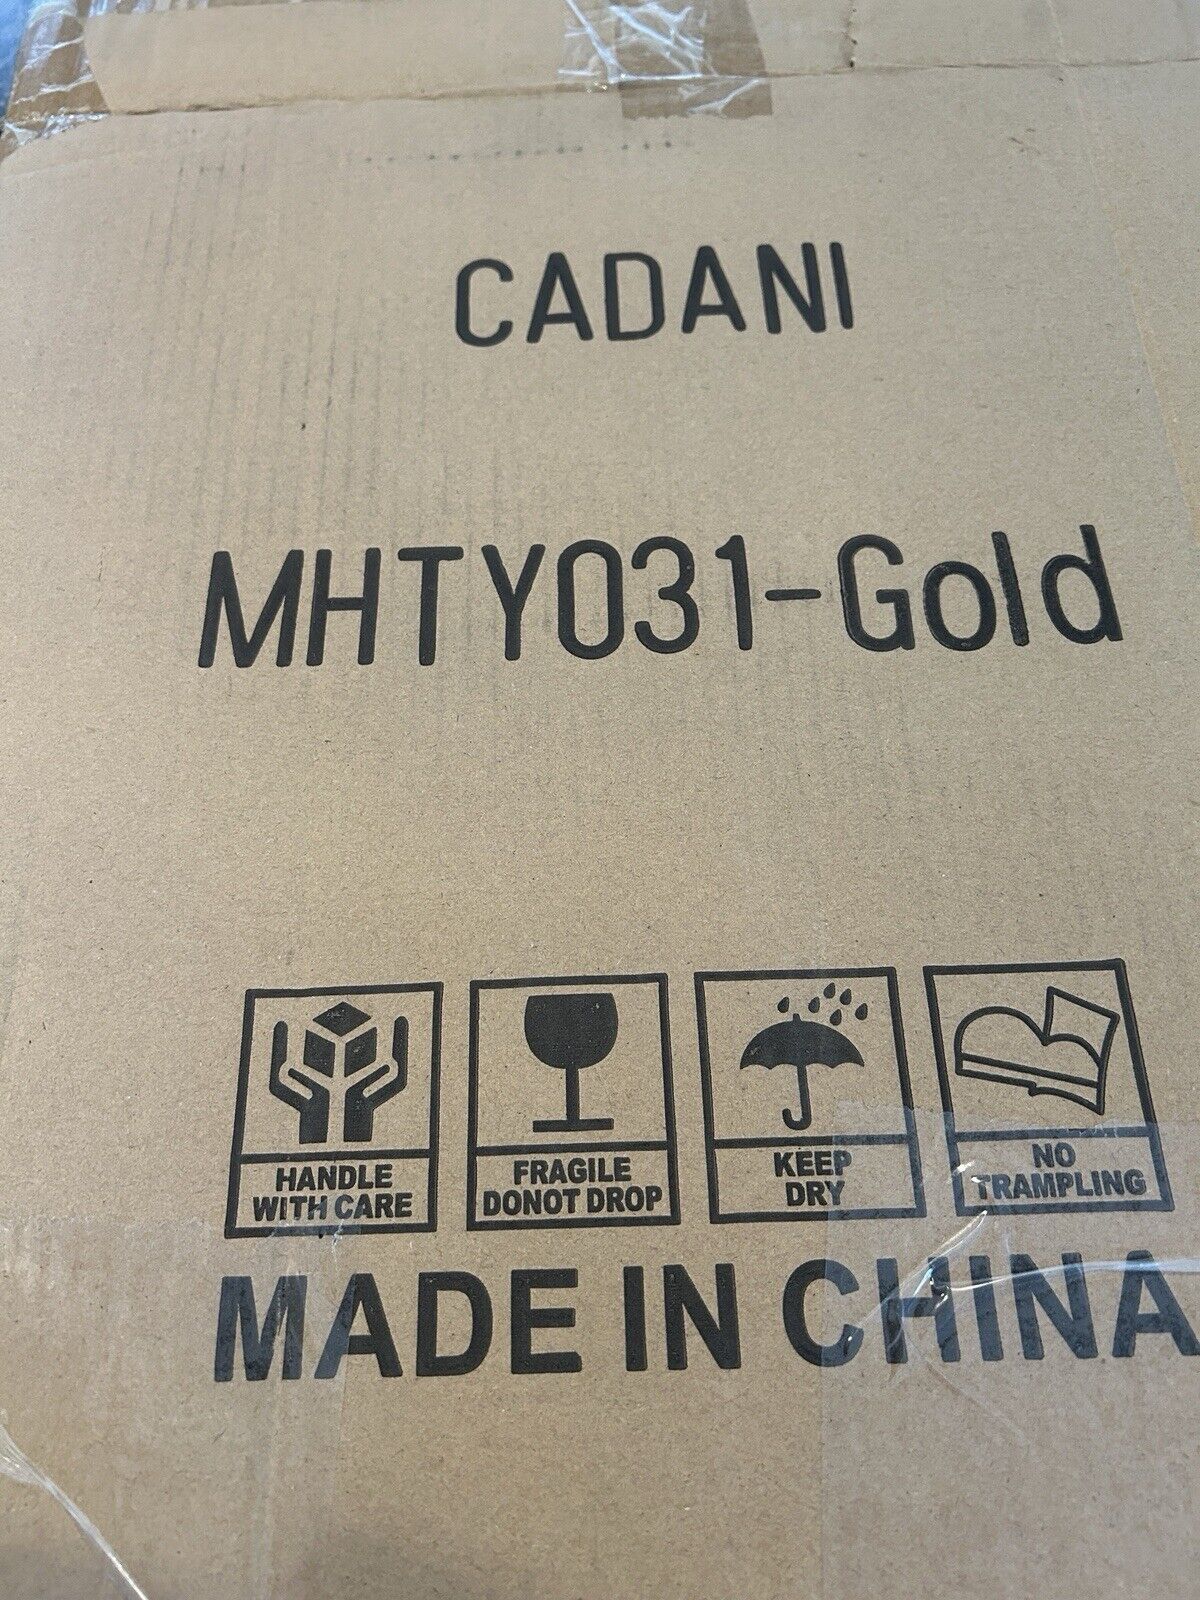 CADANI
MHTY031-Gold
HANDLE
WITH CARE
FRAGILE
DONOT DROP
KEEP
DRY
NO
TRAMPLING
MADE IN CHINA